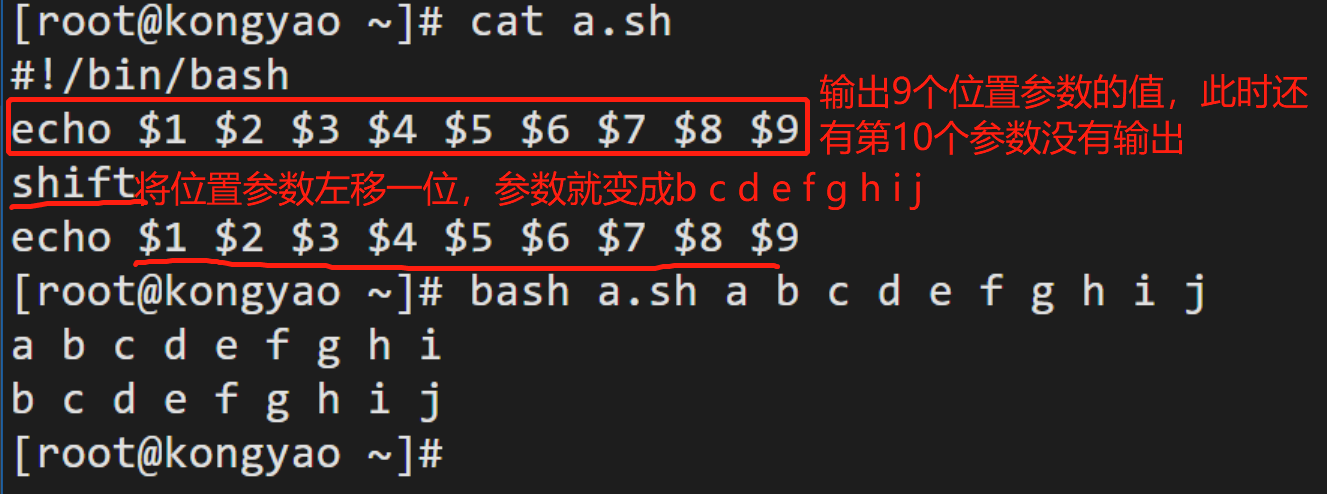 [root@kongyao ~]# cat a.sh
#!/bin/bash
echo $1 $2 $3 $4 $5 $6 $7 $8 $9
输出9个位置参数的值，此时还
有第10个参数没有输出
shift将位置参数左移一位，参数就变成b c d e f g h i j
echo $1 $2 $3 $4 $5 $6 $7 $8 $9
[root@kongyao ~]# bash a.sh a b c d e f g h i j
a b c d e f g h i
b c d e f g h i j
[root@kongyao ~]#